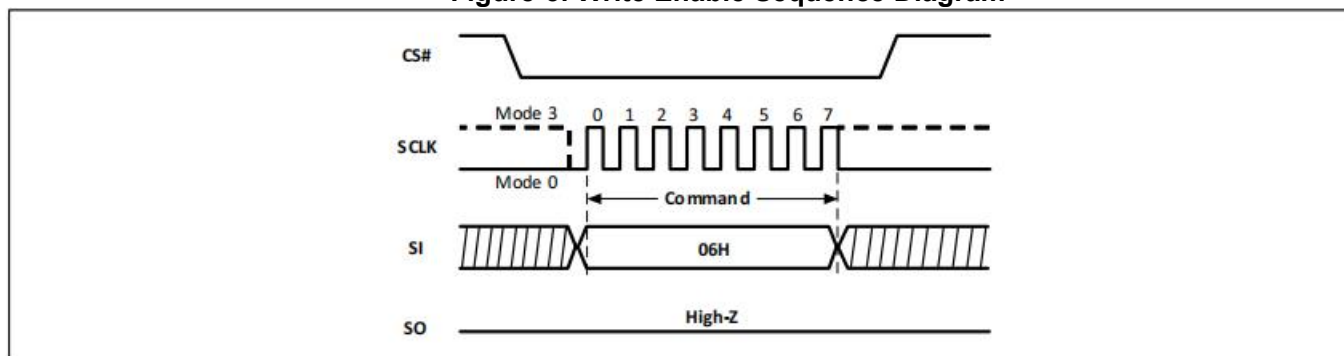 Figure 6. Write Enable Sequence Diagram
CS#
Mode 3 0 1 2 3 4 5 6 7
SCLK
Mode 0
Command
SI
06H
High-Z
SO